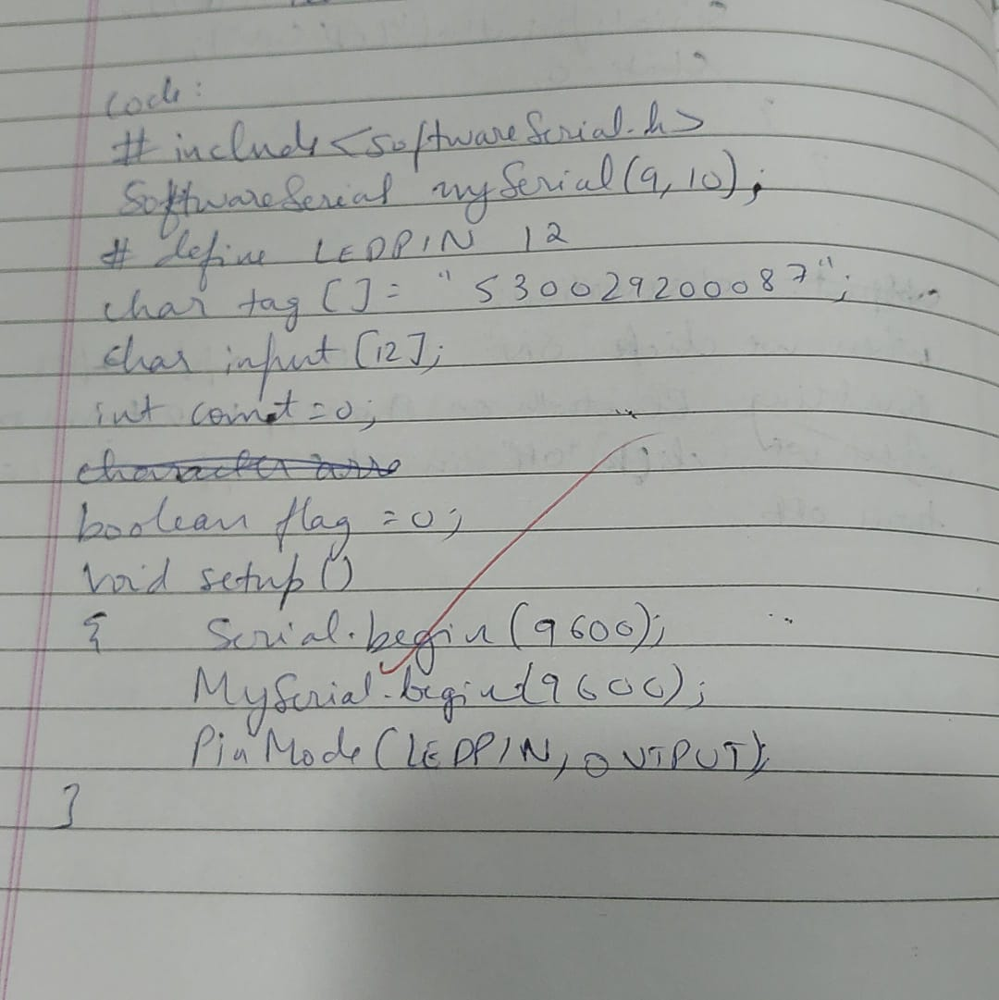 Code:
# include <softwareSerial.h>
SoftwareSerial mySerial(9, 10);
# define LEDPIN 12
char tag []= "530029200087";
char input [12];
int count = 0;
boolean flag = 0;
void setup ()
{ Serial.begin (9600);
MySerial.begin(9600);
PinMode (LEDPIN, OUTPUT);
}